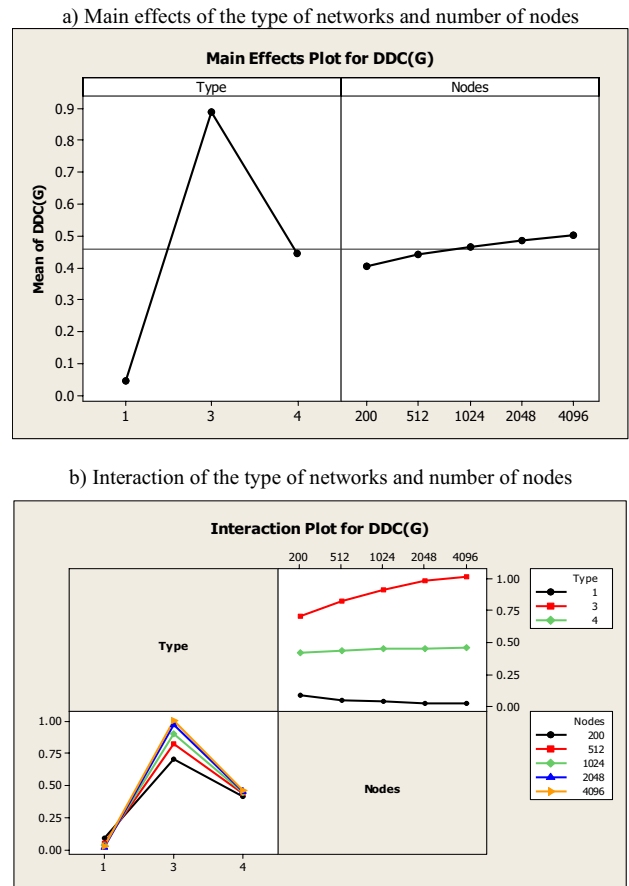 a) Main effects of the type of networks and number of nodes
Main Effects Plot for DDC(G)
Type Nodes
Mean of DDC(G)
0.9
0.8
0.7
0.6
0.5
0.4
0.3
0.2
0.1
0.0
1 3 4 200 512 1024 2048 4096
b) Interaction of the type of networks and number of nodes
Interaction Plot for DDC(G)
200 512 1024 2048 4096
Type
1.00
0.75
0.50
0.25
0.00
Type
1
3
4
1.00
0.75
0.50
0.25
0.00
Nodes
Nodes
200
512
1024
2048
4096
1 3 4